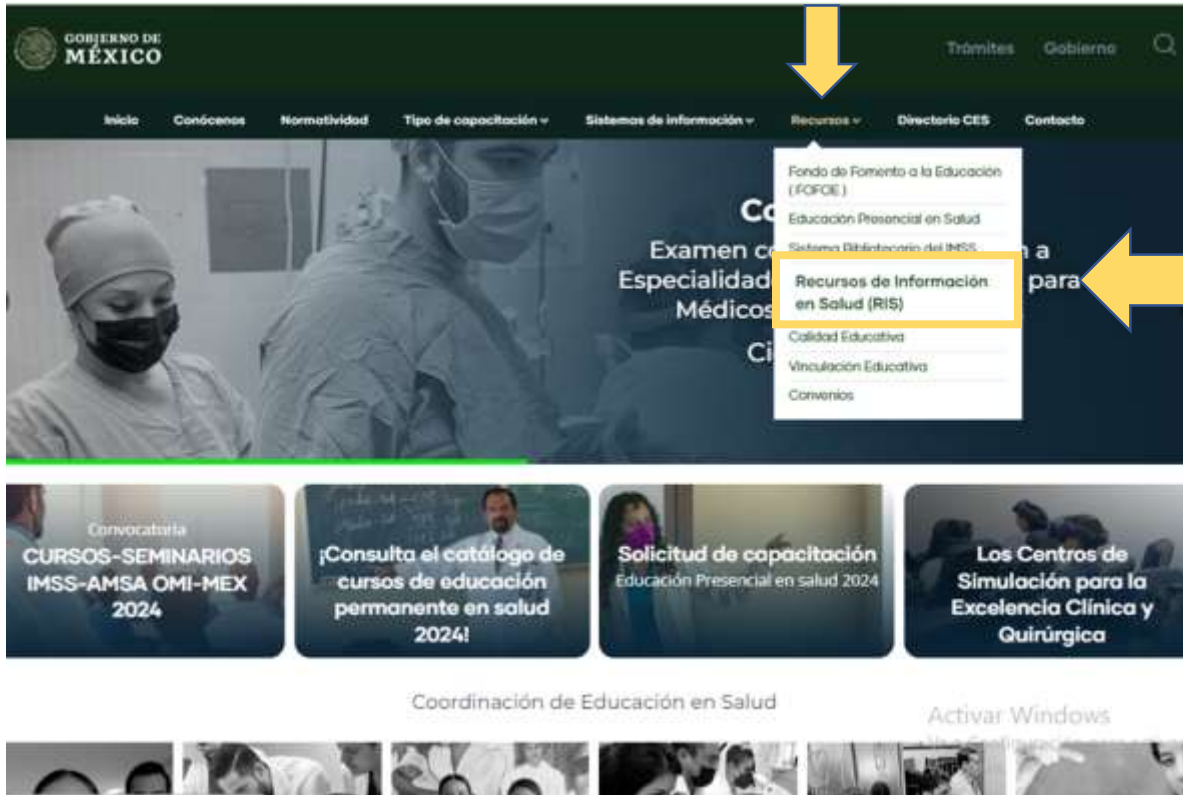 GOBIERNO DE
MÉXICO
Trámites Gobierno
Inicio Conócenos Normatividad Tipo de capacitación Sistemas de información Recursos Directorio CES Contacto
Fondo de Fomento a la Educación
(FOFOE)
Educación Presencial en Salud
Sistema Bibliotecario del IMSS
Recursos de Información
en Salud (RIS)
Calidad Educativa
Vinculación Educativa
Convenios
Co
Examen co n a
Especialidad para
Médicos
Ci
Convocatoria
CURSOS-SEMINARIOS
IMSS-AMSA OMI-MEX
2024
¡Consulta el catálogo de
cursos de educación
permanente en salud
2024!
Solicitud de capacitación
Educación Presencial en salud 2024
Los Centros de
Simulación para la
Excelencia Clínica y
Quirúrgica
Coordinación de Educación en Salud
Activar Windows